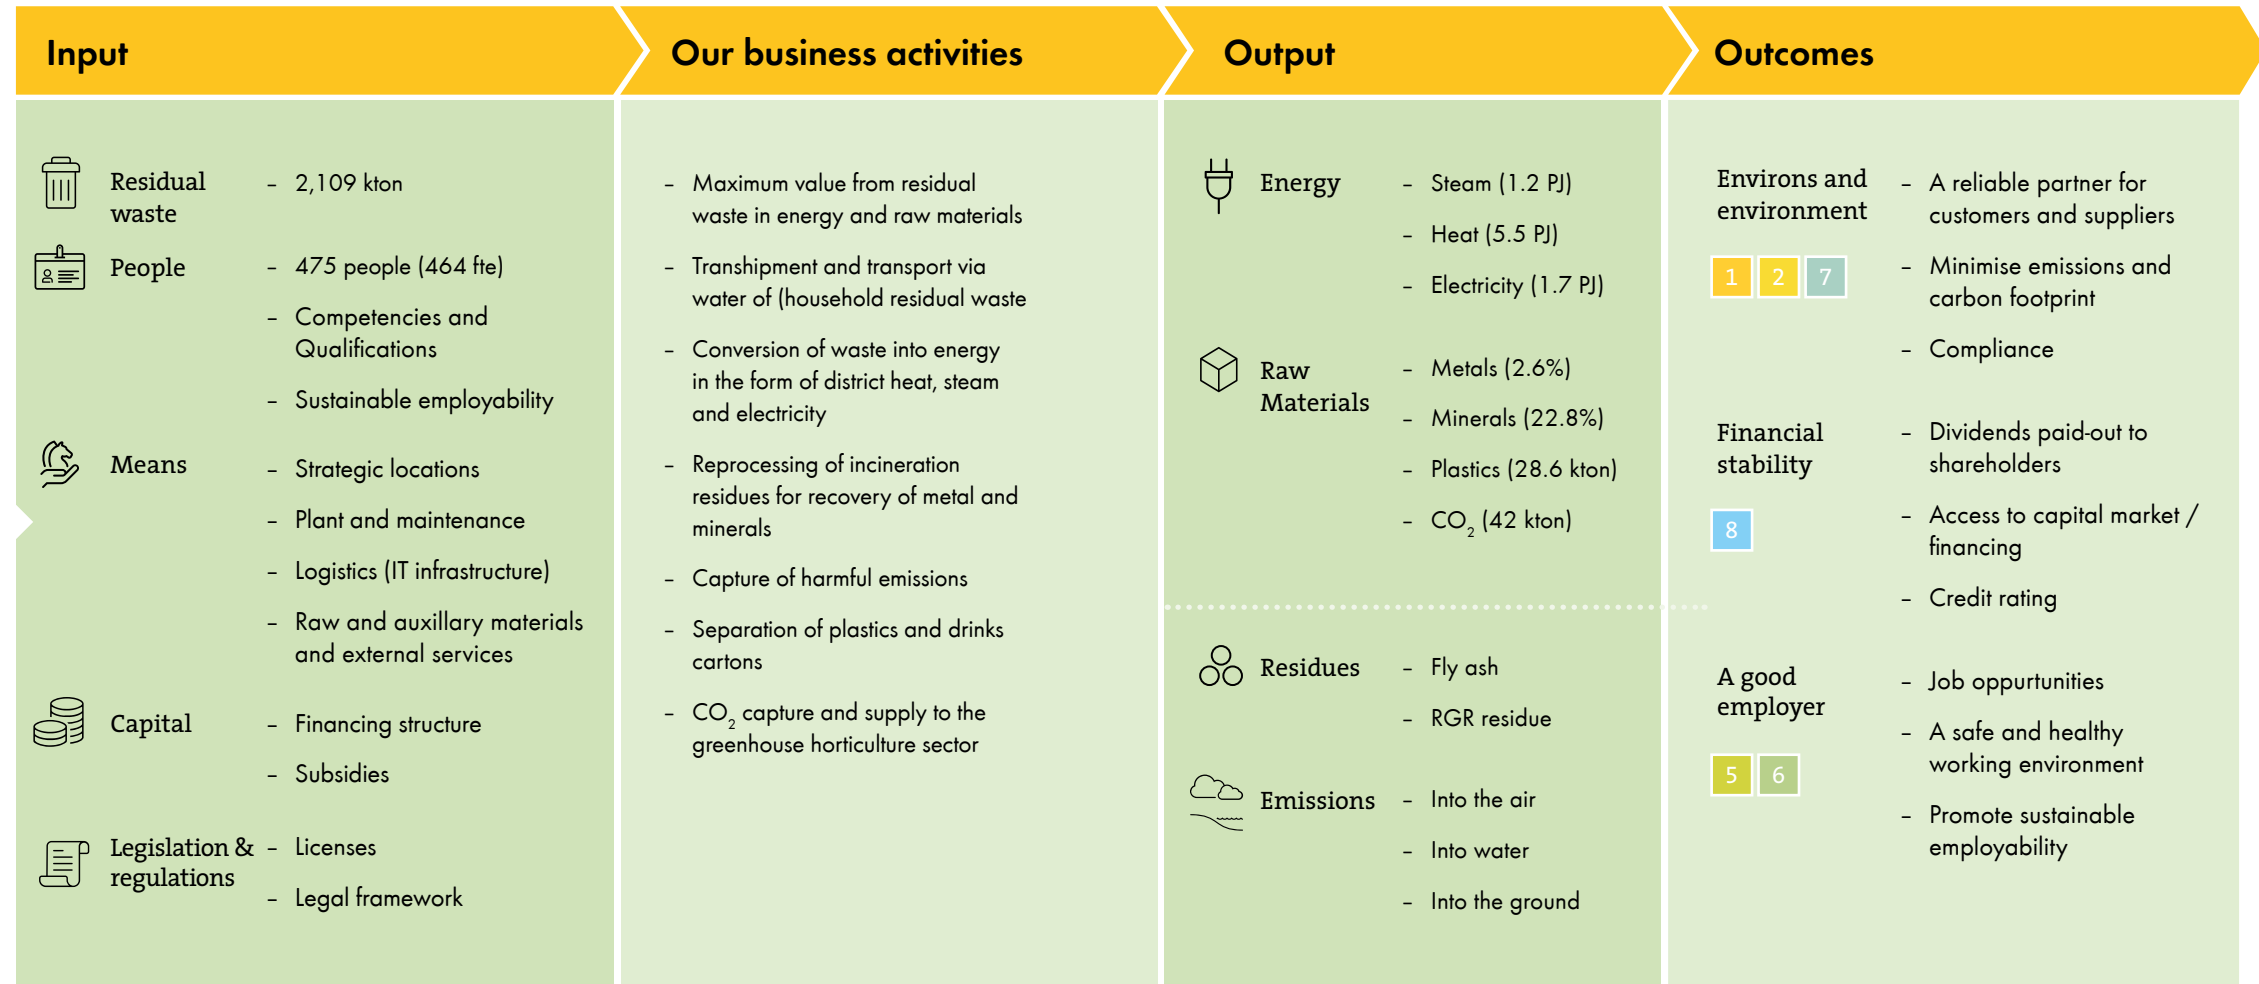 Input
Our business activities
Output
Outcomes
Residual
waste
– 2,109 kton
People
– 475 people (464 fte)
– Competencies and
Qualifications
– Sustainable employability
Means
– Strategic locations
– Plant and maintenance
– Logistics (IT infrastructure)
– Raw and auxillary materials
and external services
Capital
– Financing structure
– Subsidies
Legislation &
regulations
– Licenses
– Legal framework
– Maximum value from residual
waste in energy and raw materials
– Transhipment and transport via
water of (household residual waste
– Conversion of waste into energy
in the form of district heat, steam
and electricity
– Reprocessing of incineration
residues for recovery of metal and
minerals
– Capture of harmful emissions
– Separation of plastics and drinks
cartons
– CO2 capture and supply to the
greenhouse horticulture sector
Energy
– Steam (1.2 PJ)
– Heat (5.5 PJ)
– Electricity (1.7 PJ)
Raw
Materials
– Metals (2.6%)
– Minerals (22.8%)
– Plastics (28.6 kton)
– CO2 (42 kton)
Residues
– Fly ash
– RGR residue
Emissions
– Into the air
– Into water
– Into the ground
Environs and
environment
1 2 7
– A reliable partner for
customers and suppliers
– Minimise emissions and
carbon footprint
– Compliance
Financial
stability
8
– Dividends paid-out to
shareholders
– Access to capital market /
financing
– Credit rating
A good
employer
5 6
– Job oppurtunities
– A safe and healthy
working environment
– Promote sustainable
employability